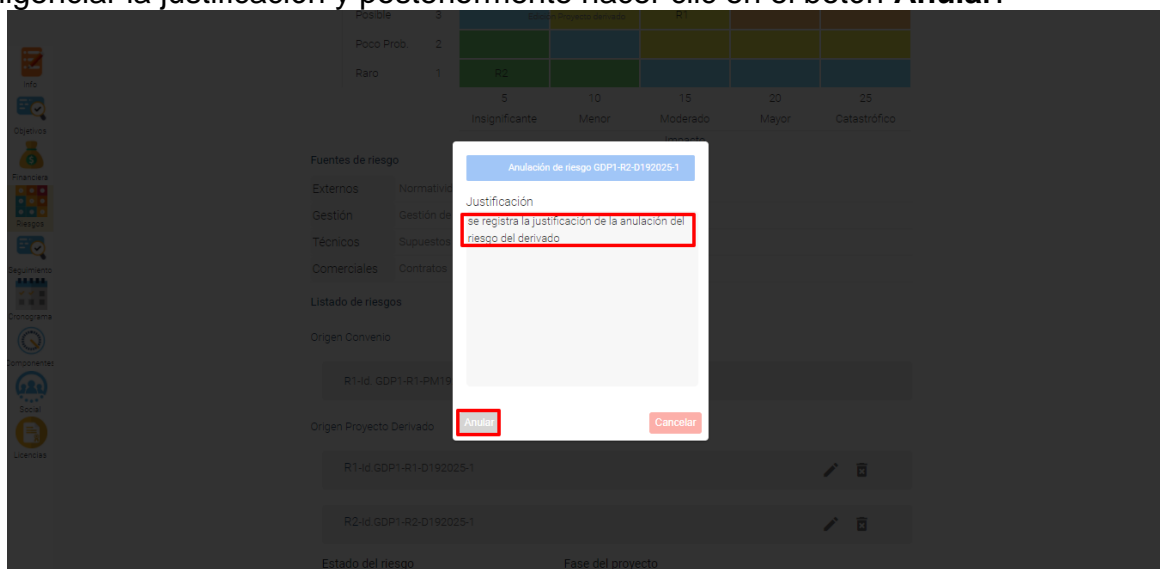 igenciar la justificación y posteriormente hacer clic en el botón Anular.
Posible 3 R1
Poco Prob. 2
Raro 1 R2
5 10 15 20 25
Insignificante Menor Moderado Mayor Catastrófico
Impacto
Info
Objetivos
Financiera
Riesgos
Seguimiento
Cronograma
Componentes
Social
Licencias
Fuentes de riesgo
Externos Normativid
Gestión Gestión de
Técnicos Supuestos
Comerciales Contratos
Listado de riesgos
Origen Convenio
R1-Id. GDP1-R1-PM19
Origen Proyecto Derivado
R1-Id.GDP1-R1-D192025-1
R2-Id.GDP1-R2-D192025-1
Estado del riesgo Fase del proyecto
Anulación de riesgo GDP1-R2-D192025-1
Justificación
se registra la justificación de la anulación del
riesgo del derivado
Anular Cancelar